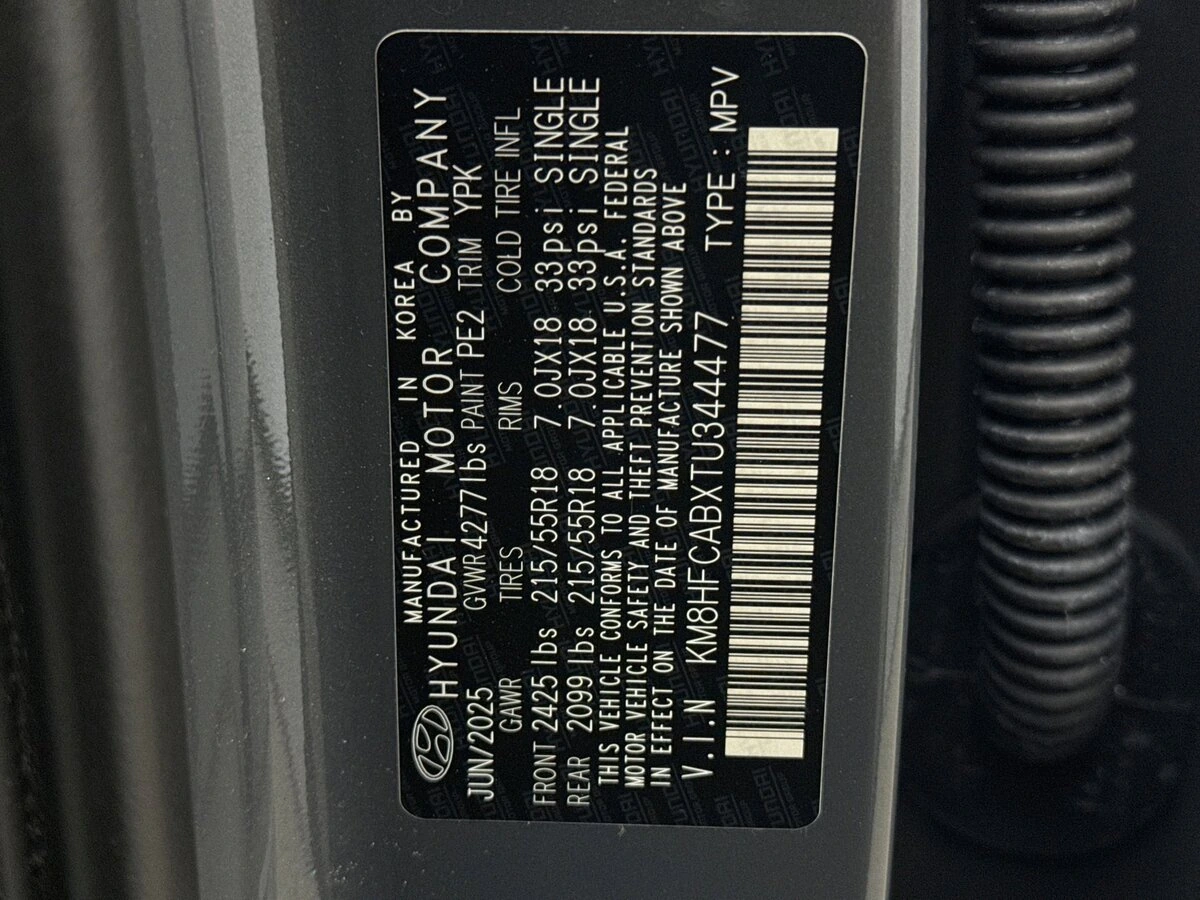 MANUFACTURED IN KOREA BY
HYUNDAI MOTOR COMPANY
JUN/2025 GVWR4277lbs PAINT PE2 TRIM YPK
GAWR TIRES RIMS COLD TIRE INFL
FRONT 2425lbs 215/55R18 7.0JX18 33psi SINGLE
REAR 2099lbs 215/55R18 7.0JX18 33psi SINGLE
THIS VEHICLE CONFORMS TO ALL APPLICABLE U.S.A. FEDERAL
MOTOR VEHICLE SAFETY AND THEFT PREVENTION STANDARDS
IN EFFECT ON THE DATE OF MANUFACTURE SHOWN ABOVE
V.I.N KM8HFCABXTU344477 TYPE : MPV